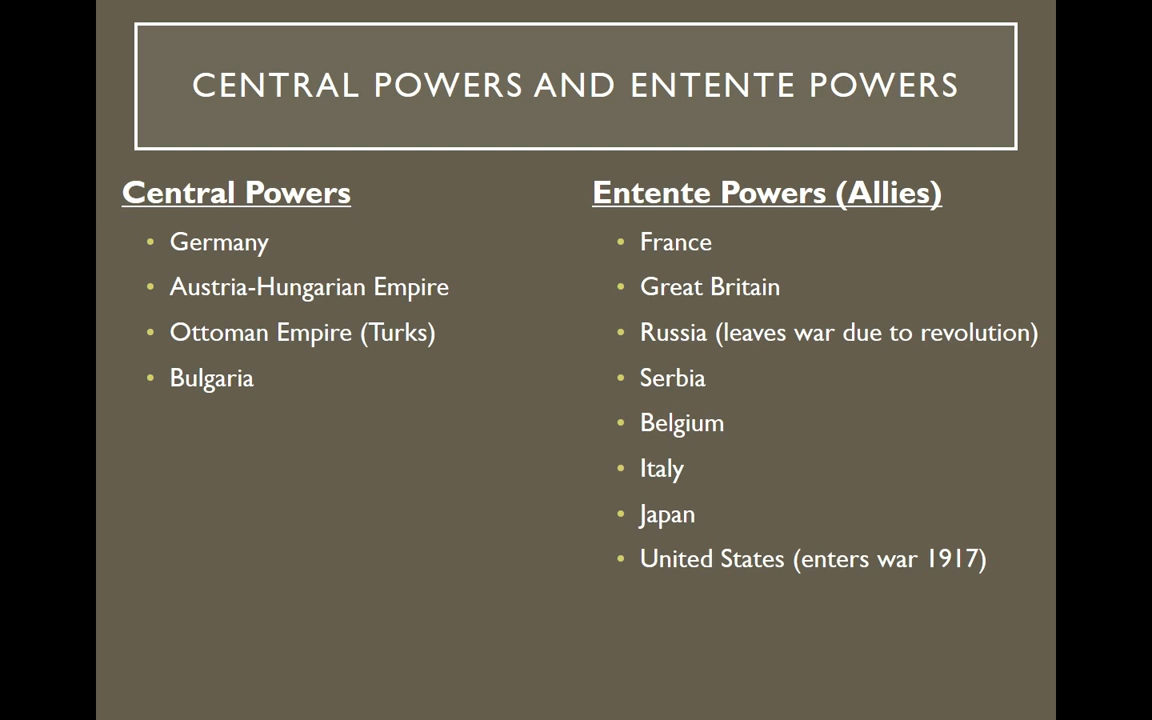 CENTRAL POWERS AND ENTENTE POWERS
Central Powers
• Germany
• Austria-Hungarian Empire
• Ottoman Empire (Turks)
• Bulgaria
Entente Powers (Allies)
• France
• Great Britain
• Russia (leaves war due to revolution)
• Serbia
• Belgium
• Italy
• Japan
• United States (enters war 1917)